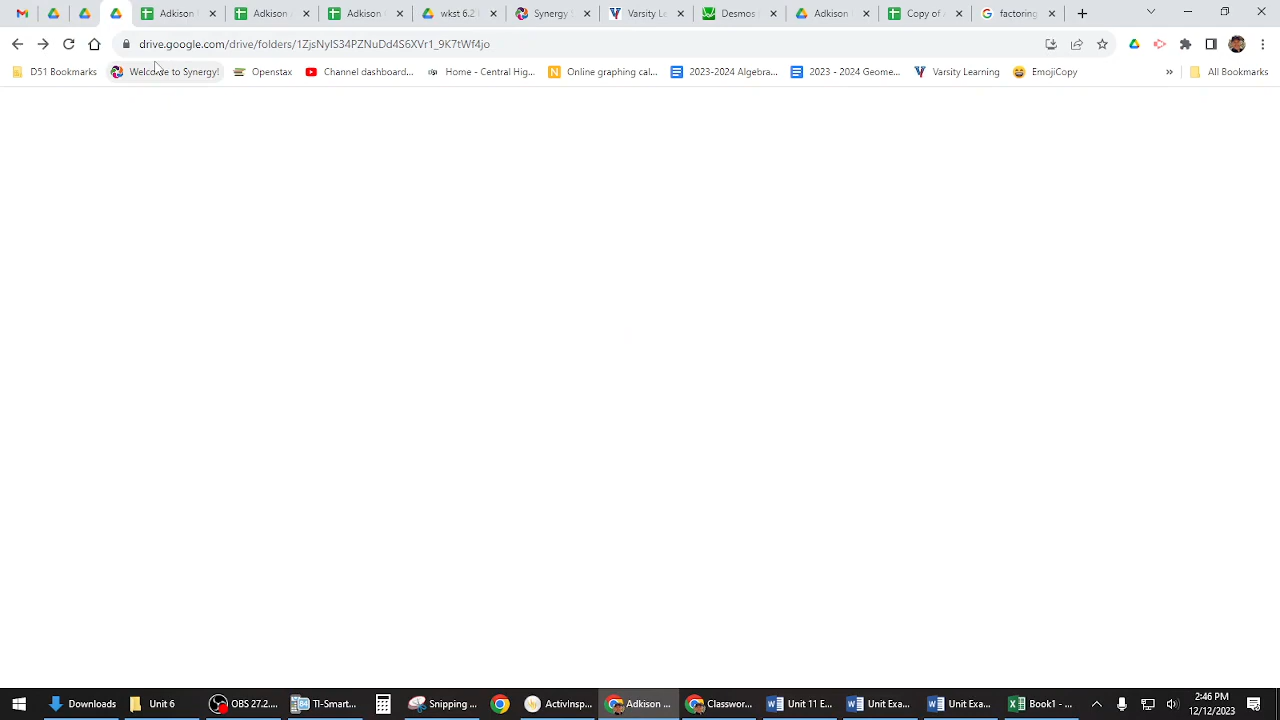 Adkison
Adkison
Adkison
wkst 6.2
Synergy
Varsity Le
Desmos
Adkison
Copy of
factoring
drive.google.com/drive/folders/1ZjsNyIS34PZNuDd4S6XVr1_9K7tWf4jo
D51 Bookmarks
Welcome to Synergy!
Openstax
Channel dashboard...
Home - Central Hig...
Online graphing cal...
2023-2024 Algebra...
2023 - 2024 Geome...
Varsity Learning
EmojiCopy
»
All Bookmarks
Downloads
Unit 6
OBS 27.2....
TI-Smart...
Snipping ...
ActivInsp...
Adkison ...
Classwor...
Unit 11 E...
Unit Exa...
Unit Exa...
Book1 - ...
2:46 PM
12/12/2023